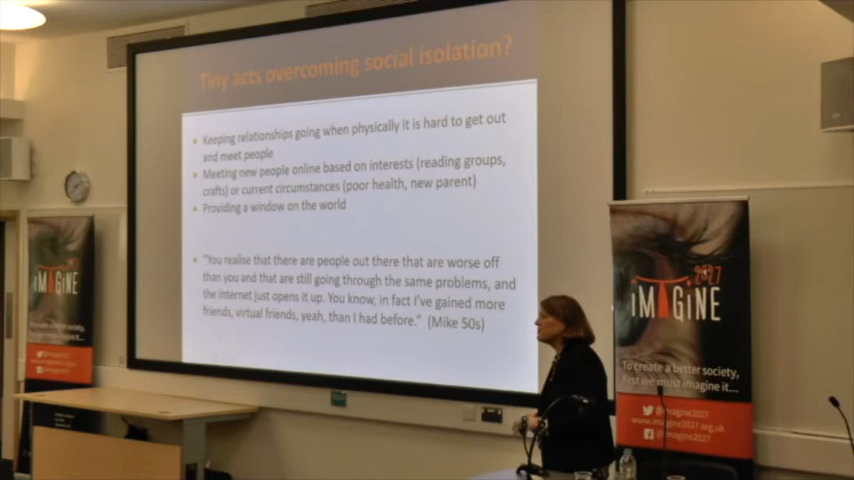 Tiny acts overcoming social isolation?
Keeping relationships going when physically it is hard to get out
and meet people
Meeting new people online based on interests (reading groups,
crafts) or current circumstances (poor health, new parent)
Providing a window on the world
"You realise that there are people out there that are worse off
than you and that are still going through the same problems, and
the internet just opens it up. You know, in fact I've gained more
friends, virtual friends, yeah, than I had before." (Mike 50s)
iMAGiNE
2027
iMAGiNE
To create a better society,
first we must imagine it...
@imagine2027
www.imagine2027.org.uk
@imagine2027